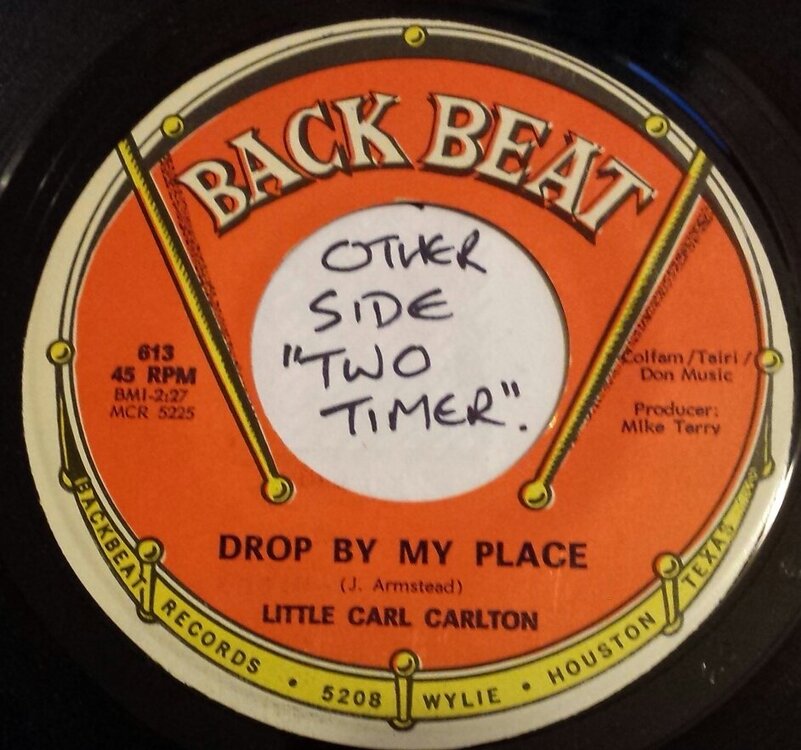 BACK BEAT
OTHER
SIDE
"TWO
TIMER".
613
45 RPM
BMI-2:27
MCR 5225
Colfam/Tairi/
Don Music
Producer:
Mike Terry
DROP BY MY PLACE
(J. Armstead)
LITTLE CARL CARLTON
BACKBEAT RECORDS • 5208 WYLIE • HOUSTON TEXAS